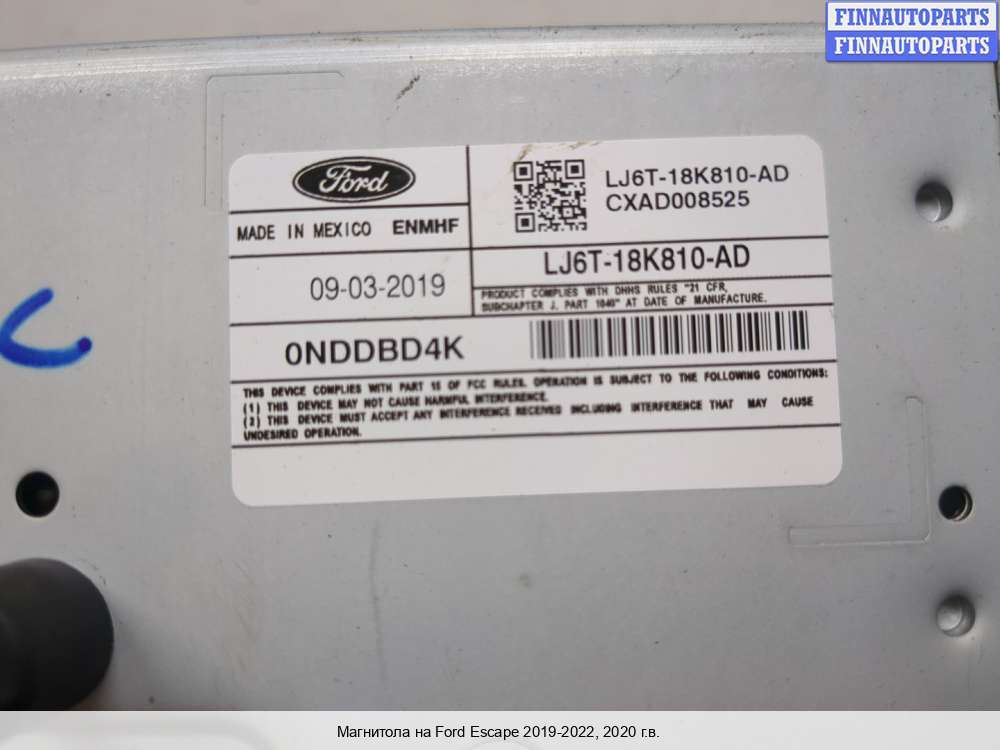 FINNAUTOPARTS
FINNAUTOPARTS
Ford
MADE IN MEXICO ENMHF
LJ6T-18K810-AD
CXAD008525
09-03-2019
LJ6T-18K810-AD
PRODUCT COMPLIES WITH DHHS RULES "21 CFR,
SUBCHAPTER J. PART 1040" AT DATE OF MANUFACTURE.
0NDDBD4K
THIS DEVICE COMPLIES WITH PART 15 OF FCC RULES. OPERATION IS SUBJECT TO THE FOLLOWING CONDITIONS:
(1) THIS DEVICE MAY NOT CAUSE HARMFUL INTERFERENCE.
(2) THIS DEVICE MUST ACCEPT ANY INTERFERENCE RECEIVED INCLUDING INTERFERENCE THAT MAY CAUSE
UNDESIRED OPERATION.
C
Магнитола на Ford Escape 2019-2022, 2020 г.в.